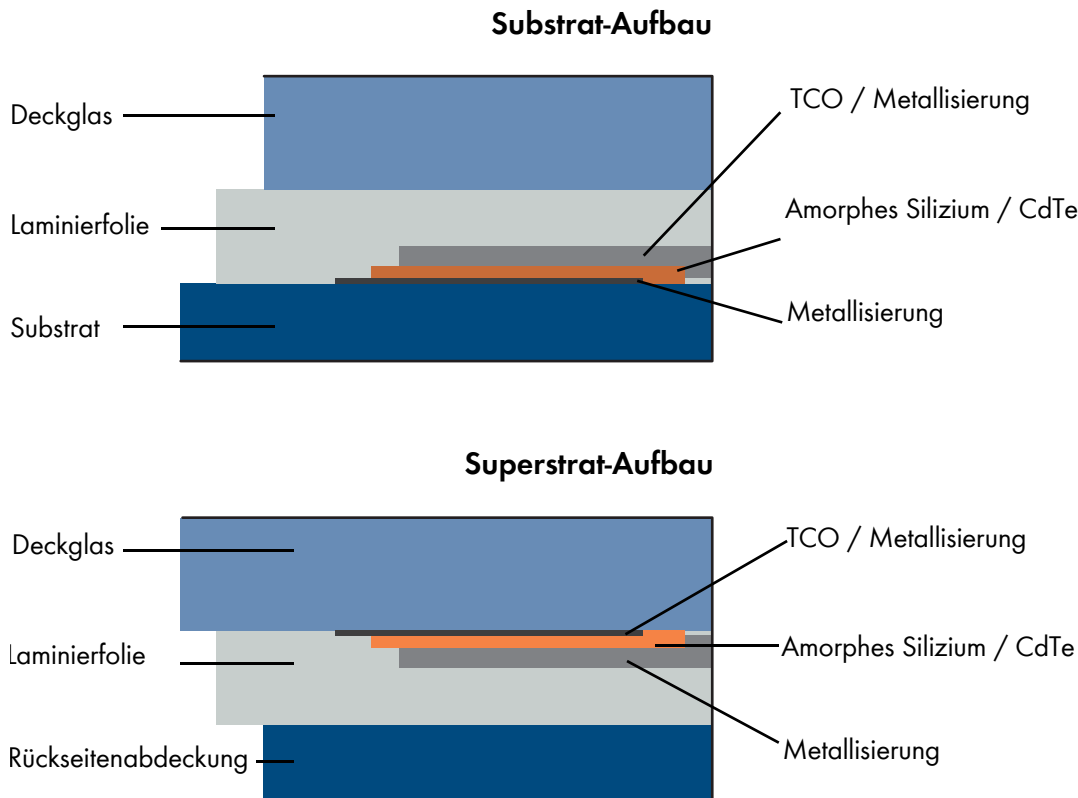 Substrat-Aufbau
Deckglas
TCO / Metallisierung
Laminierfolie
Amorphes Silizium / CdTe
Substrat
Metallisierung
Superstrat-Aufbau
Deckglas
TCO / Metallisierung
Laminierfolie
Amorphes Silizium / CdTe
Rückseitenabdeckung
Metallisierung